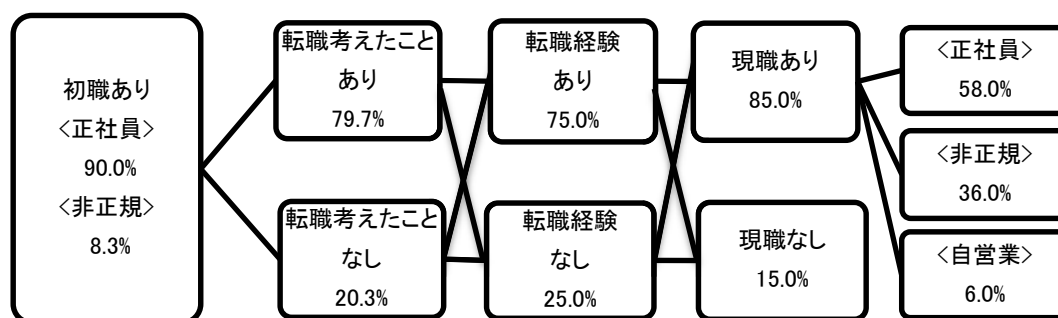 初職あり
<正社員>
90.0%
<非正規>
8.3%
転職考えたこと
あり
79.7%
転職考えたこと
なし
20.3%
転職経験
あり
75.0%
転職経験
なし
25.0%
現職あり
85.0%
現職なし
15.0%
<正社員>
58.0%
<非正規>
36.0%
<自営業>
6.0%